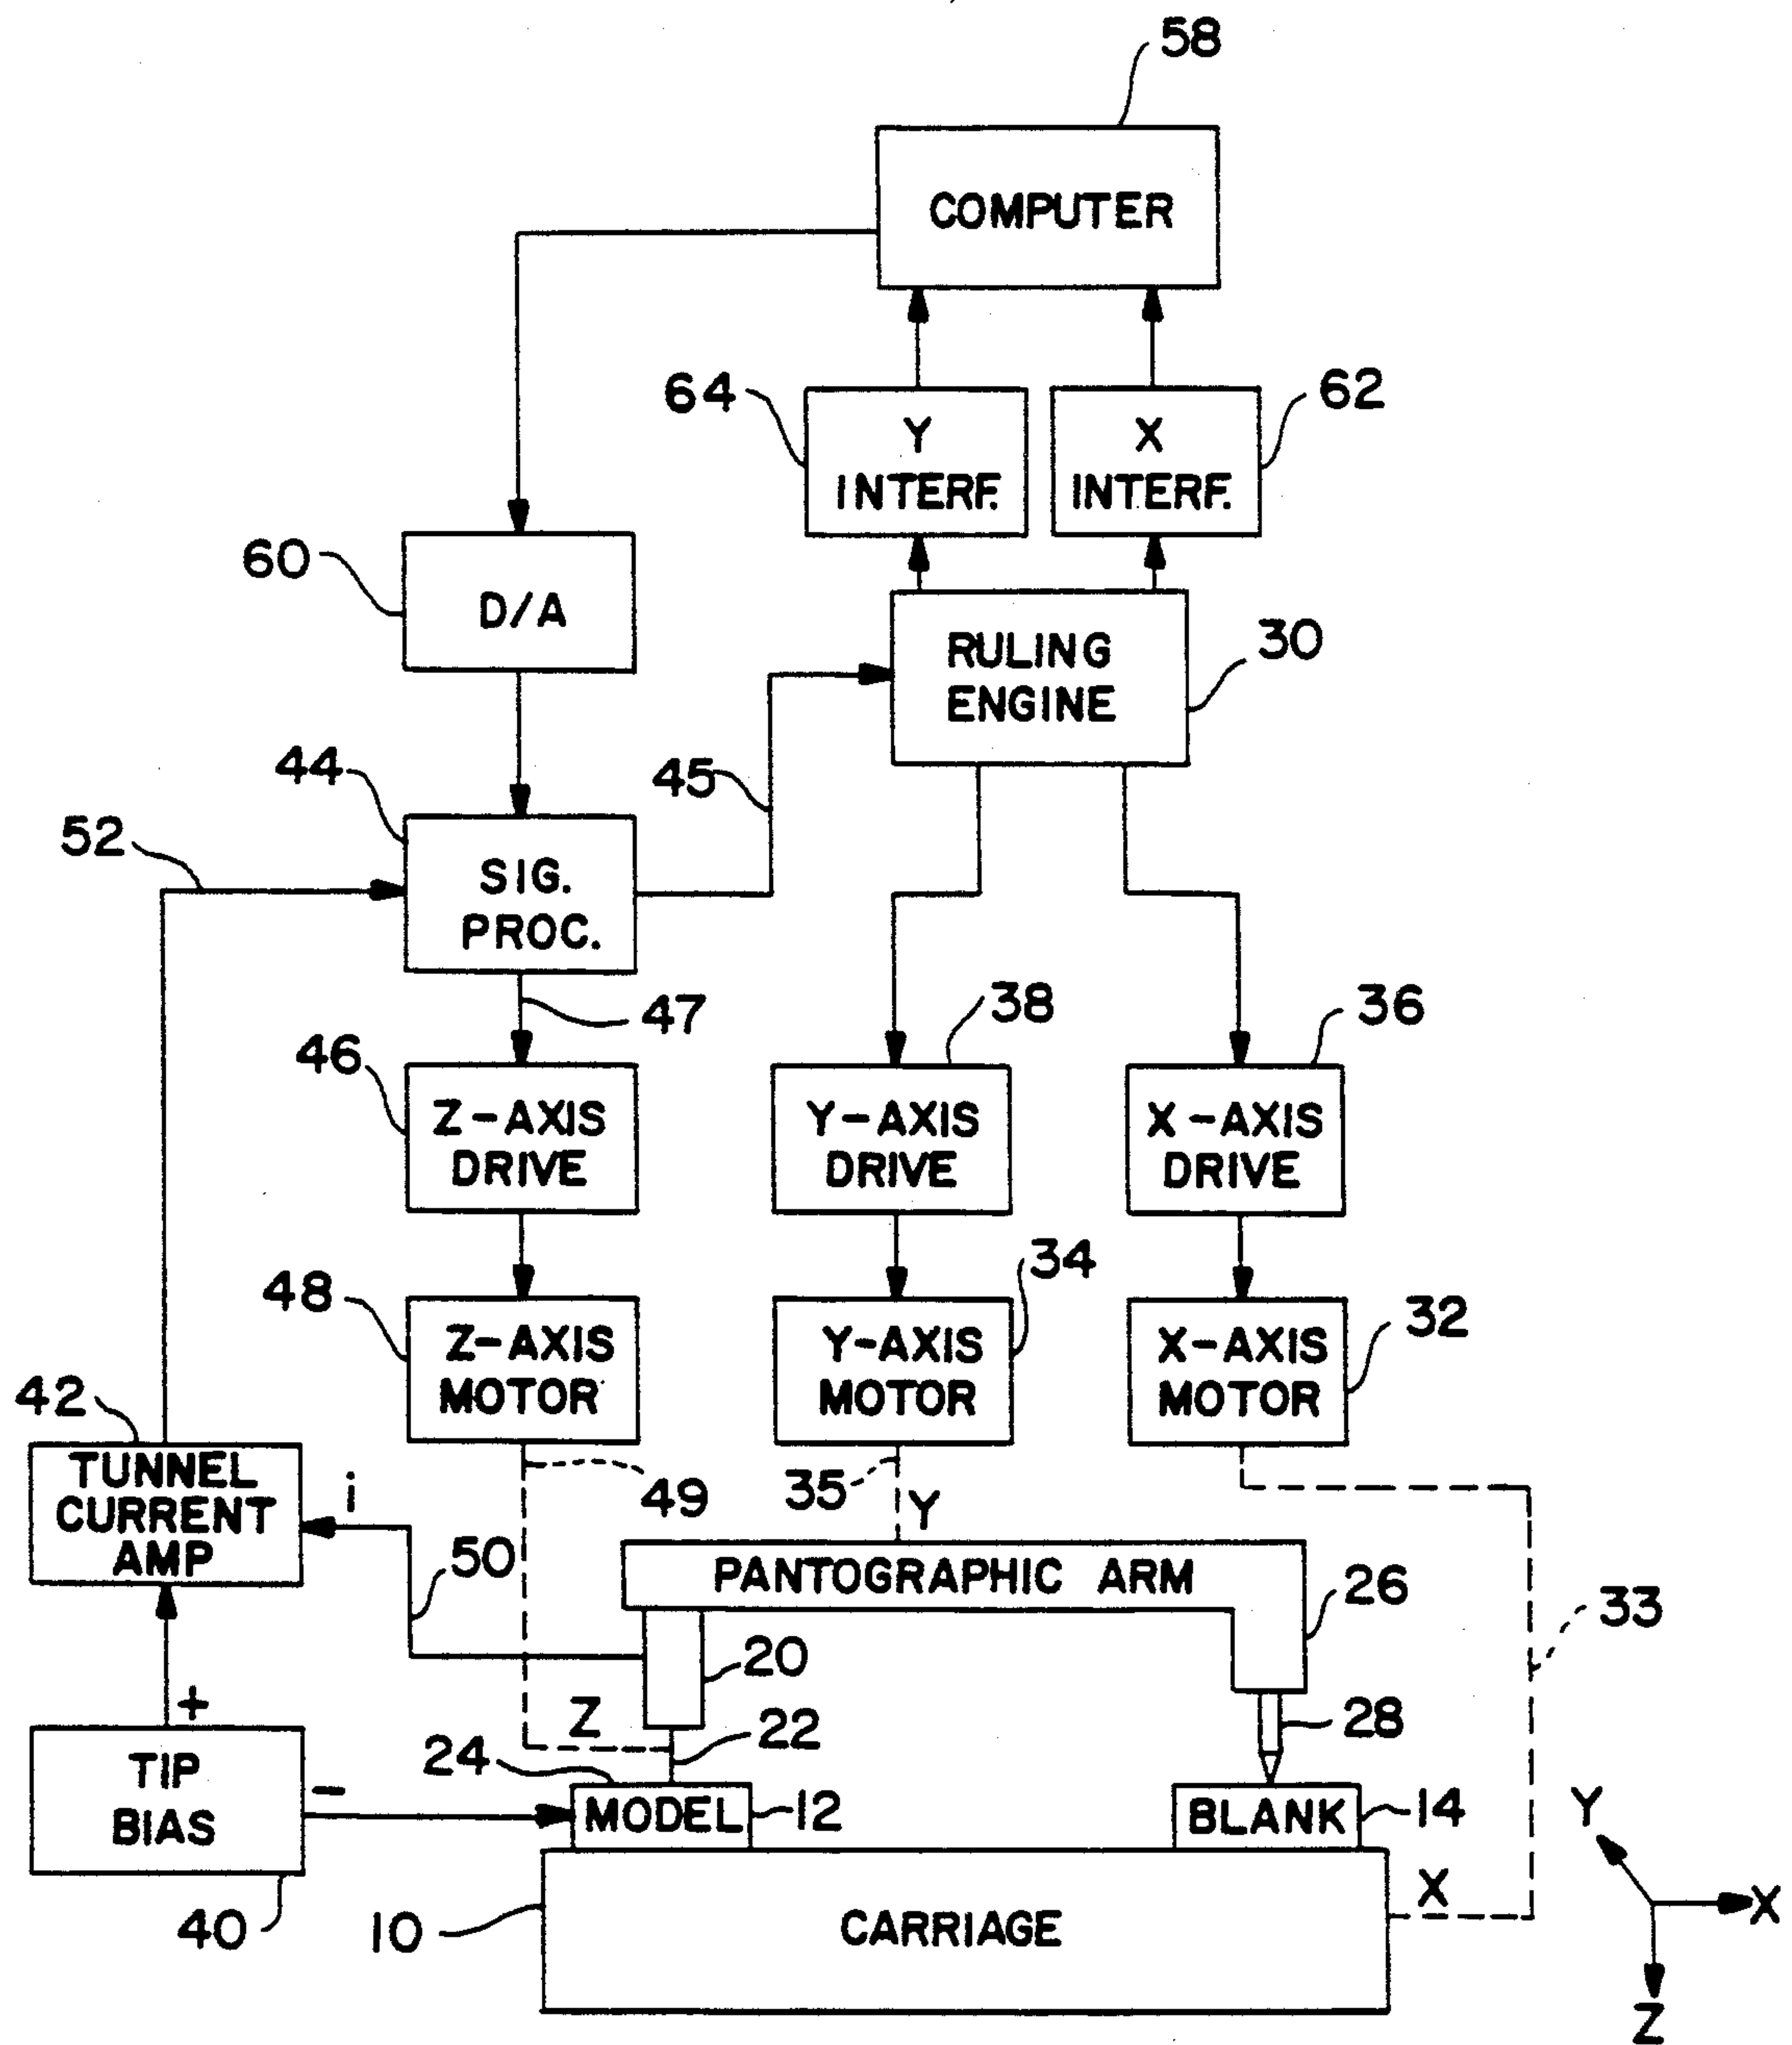 58
COMPUTER
64
Y
INTERF.
X
INTERF.
62
60
D/A
RULING
ENGINE
30
44
45
52
SIG.
PROC.
47
38
36
46
Z-AXIS
DRIVE
Y-AXIS
DRIVE
X-AXIS
DRIVE
34
48
Z-AXIS
MOTOR
Y-AXIS
MOTOR
X-AXIS
MOTOR
32
42
TUNNEL
CURRENT
AMP
i
49
35
Y
50
PANTOGRAPHIC ARM
26
33
20
+
Z
22
28
24
TIP
BIAS
-
MODEL
12
BLANK
14
Y
X
X
40
10
CARRIAGE
Z